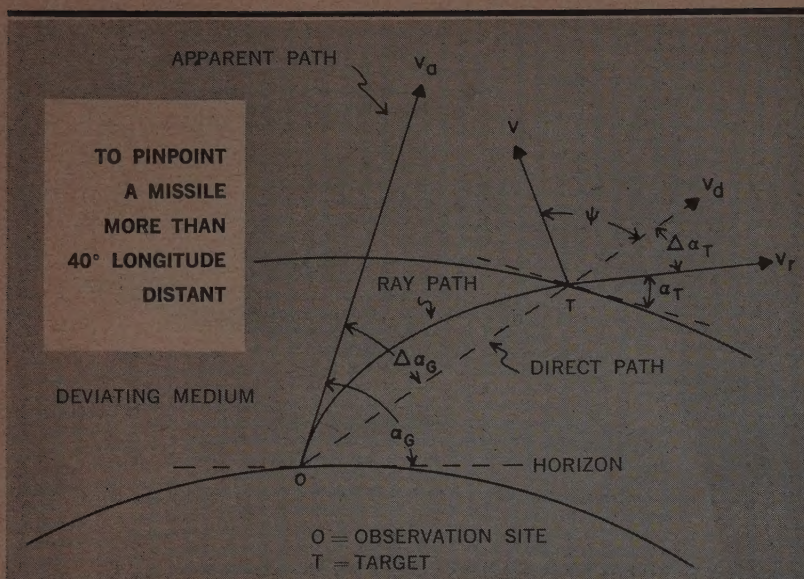 APPARENT PATH
v_a
TO PINPOINT
A MISSILE
MORE THAN
40° LONGITUDE
DISTANT
v
ψ
v_d
Δα_T
v_r
α_T
T
RAY PATH
Δα_G
DIRECT PATH
DEVIATING MEDIUM
α_G
HORIZON
O
O = OBSERVATION SITE
T = TARGET